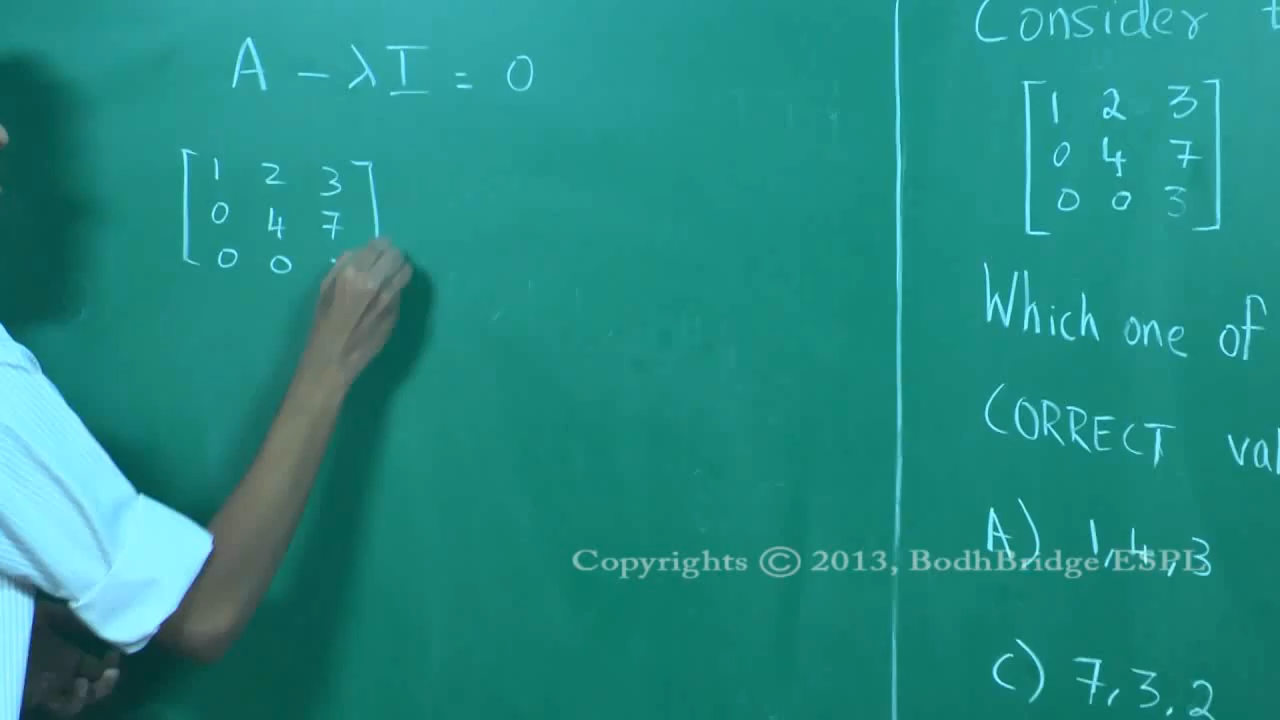 A - λI = 0
1 2 3
0 4 7
0 0
Consider
1 2 3
0 4 7
0 0 3
Which one of
CORRECT
A) 1,4,3
C) 7,3,2
Copyrights © 2013, BodhBridge ESPL